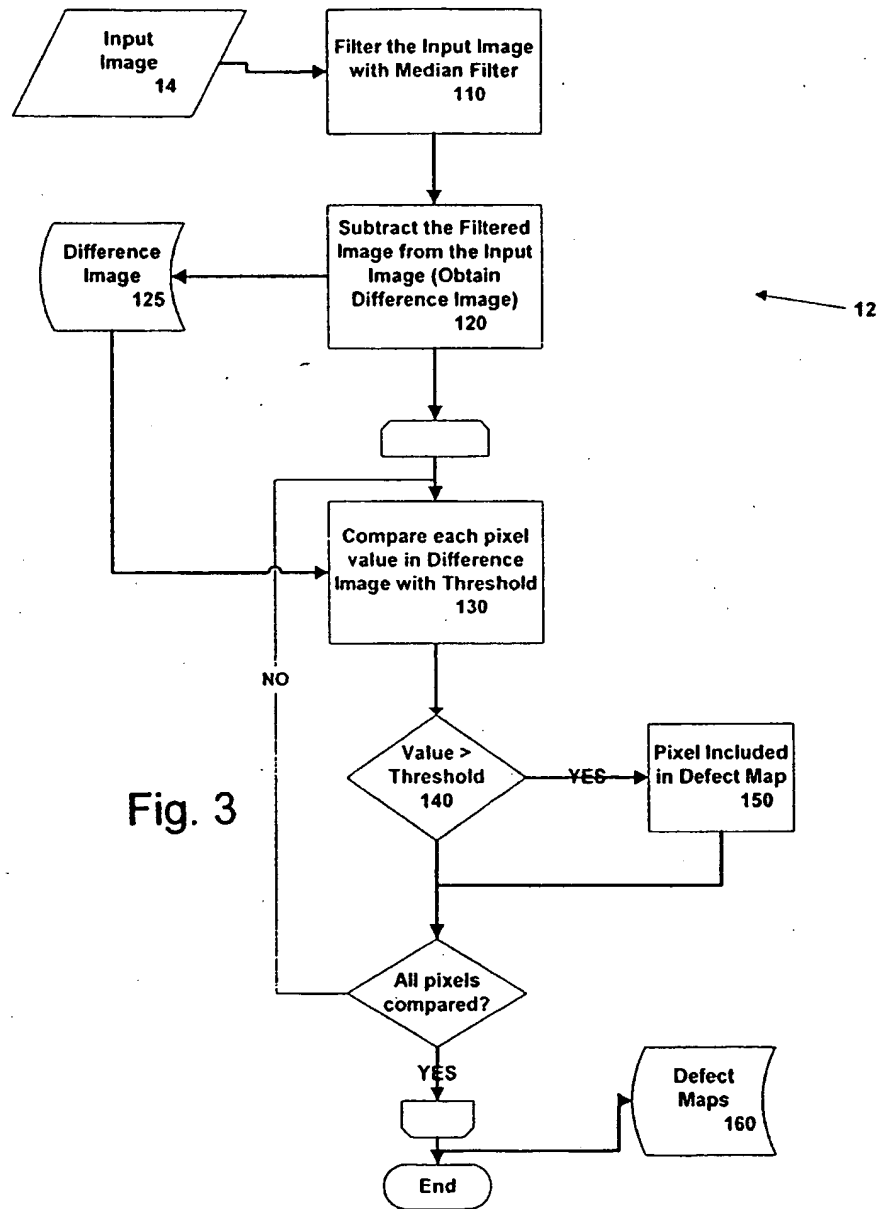 Input
Image
14
Filter the Input Image
with Median Filter
110
Subtract the Filtered
Image from the Input
Image (Obtain
Difference Image)
120
Difference
Image
125
12
Compare each pixel
value in Difference
Image with Threshold
130
NO
Value >
Threshold
140
YES
Pixel Included
in Defect Map
150
Fig. 3
All pixels
compared?
YES
Defect
Maps
160
End